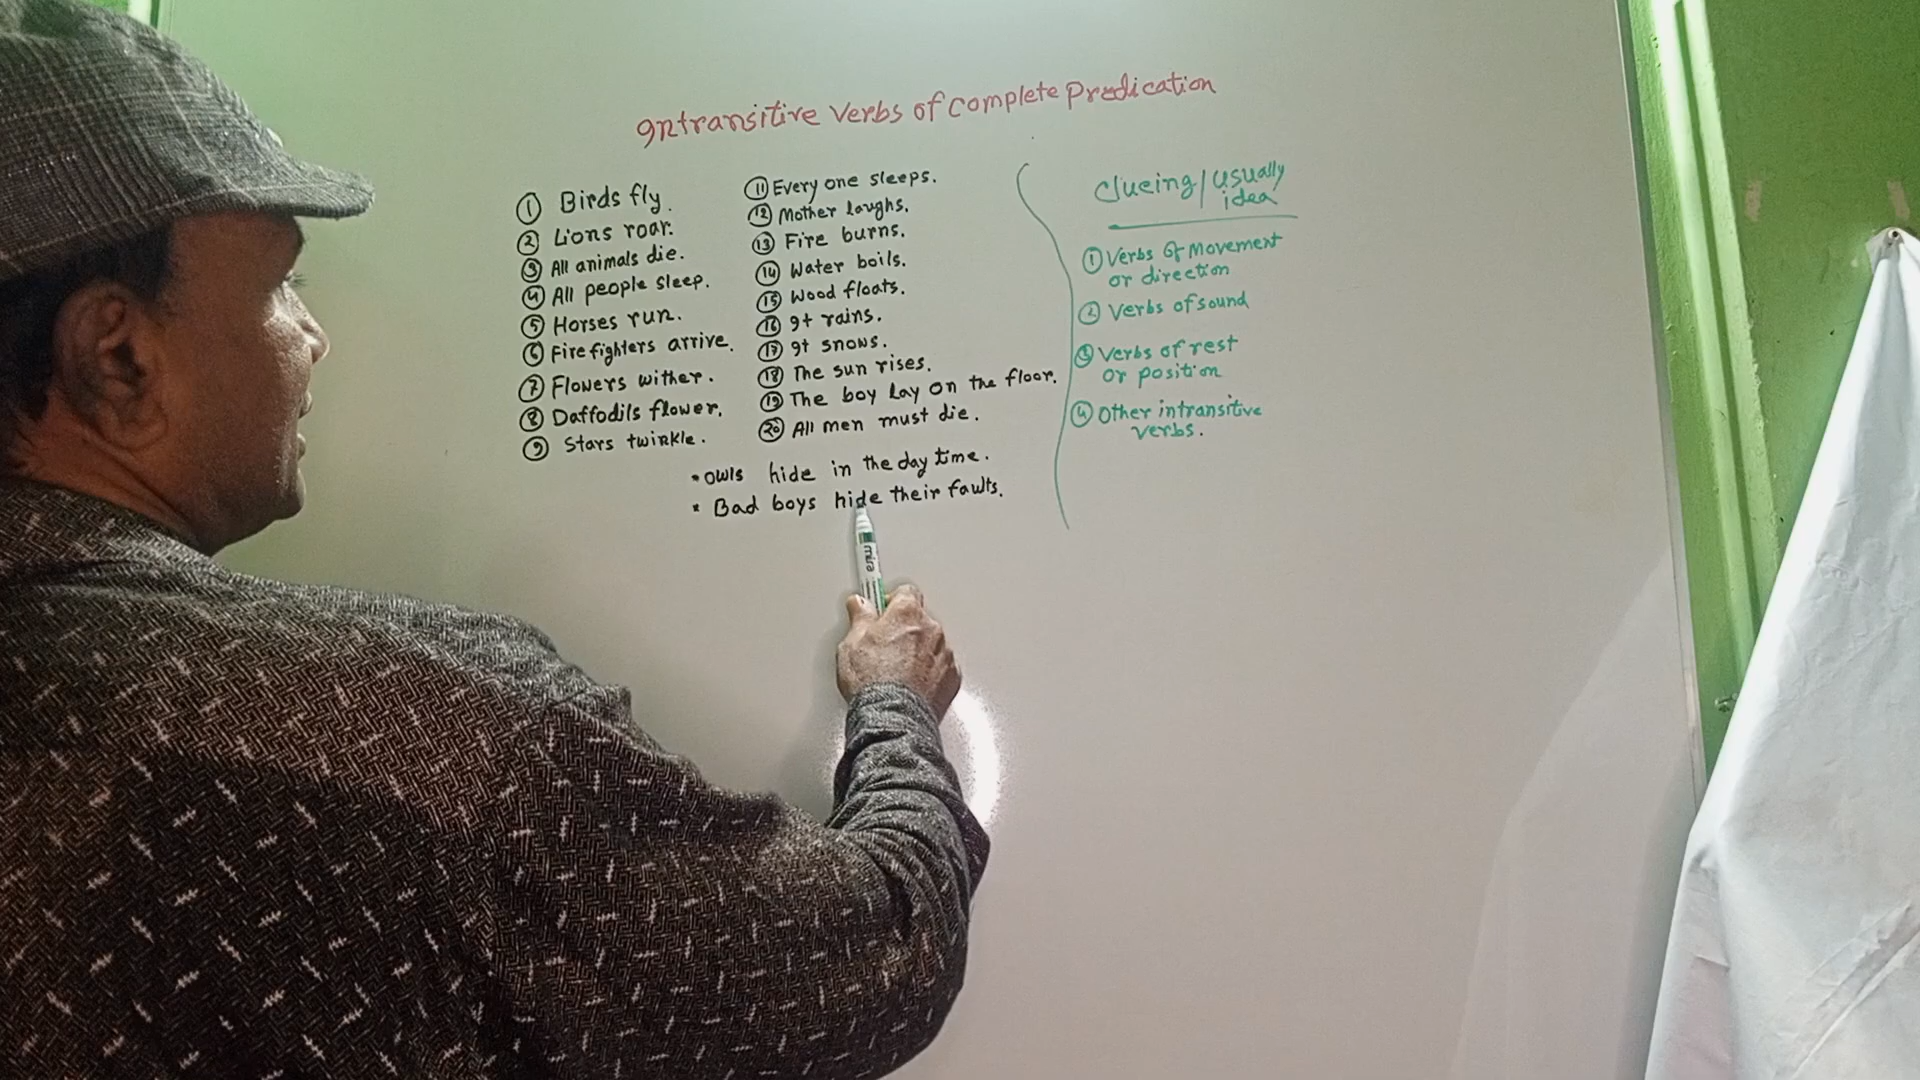 Intransitive Verbs of Complete Predication
① Birds fly.
② Lions roar.
③ All animals die.
④ All people sleep.
⑤ Horses run.
⑥ Fire fighters arrive.
⑦ Flowers wither.
⑧ Daffodils flower.
⑨ Stars twinkle.
⑪ Every one sleeps.
⑫ Mother laughs.
⑬ Fire burns.
⑭ Water boils.
⑮ Wood floats.
⑯ It rains.
⑰ It snows.
⑱ The sun rises.
⑲ The boy lay on the floor.
⑳ All men must die.
* Owls hide in the day time.
* Bad boys hide their faults.
Clueing/usually
idea
① Verbs of Movement
or direction
② Verbs of sound
③ Verbs of rest
or position
④ Other intransitive
verbs.
mitra